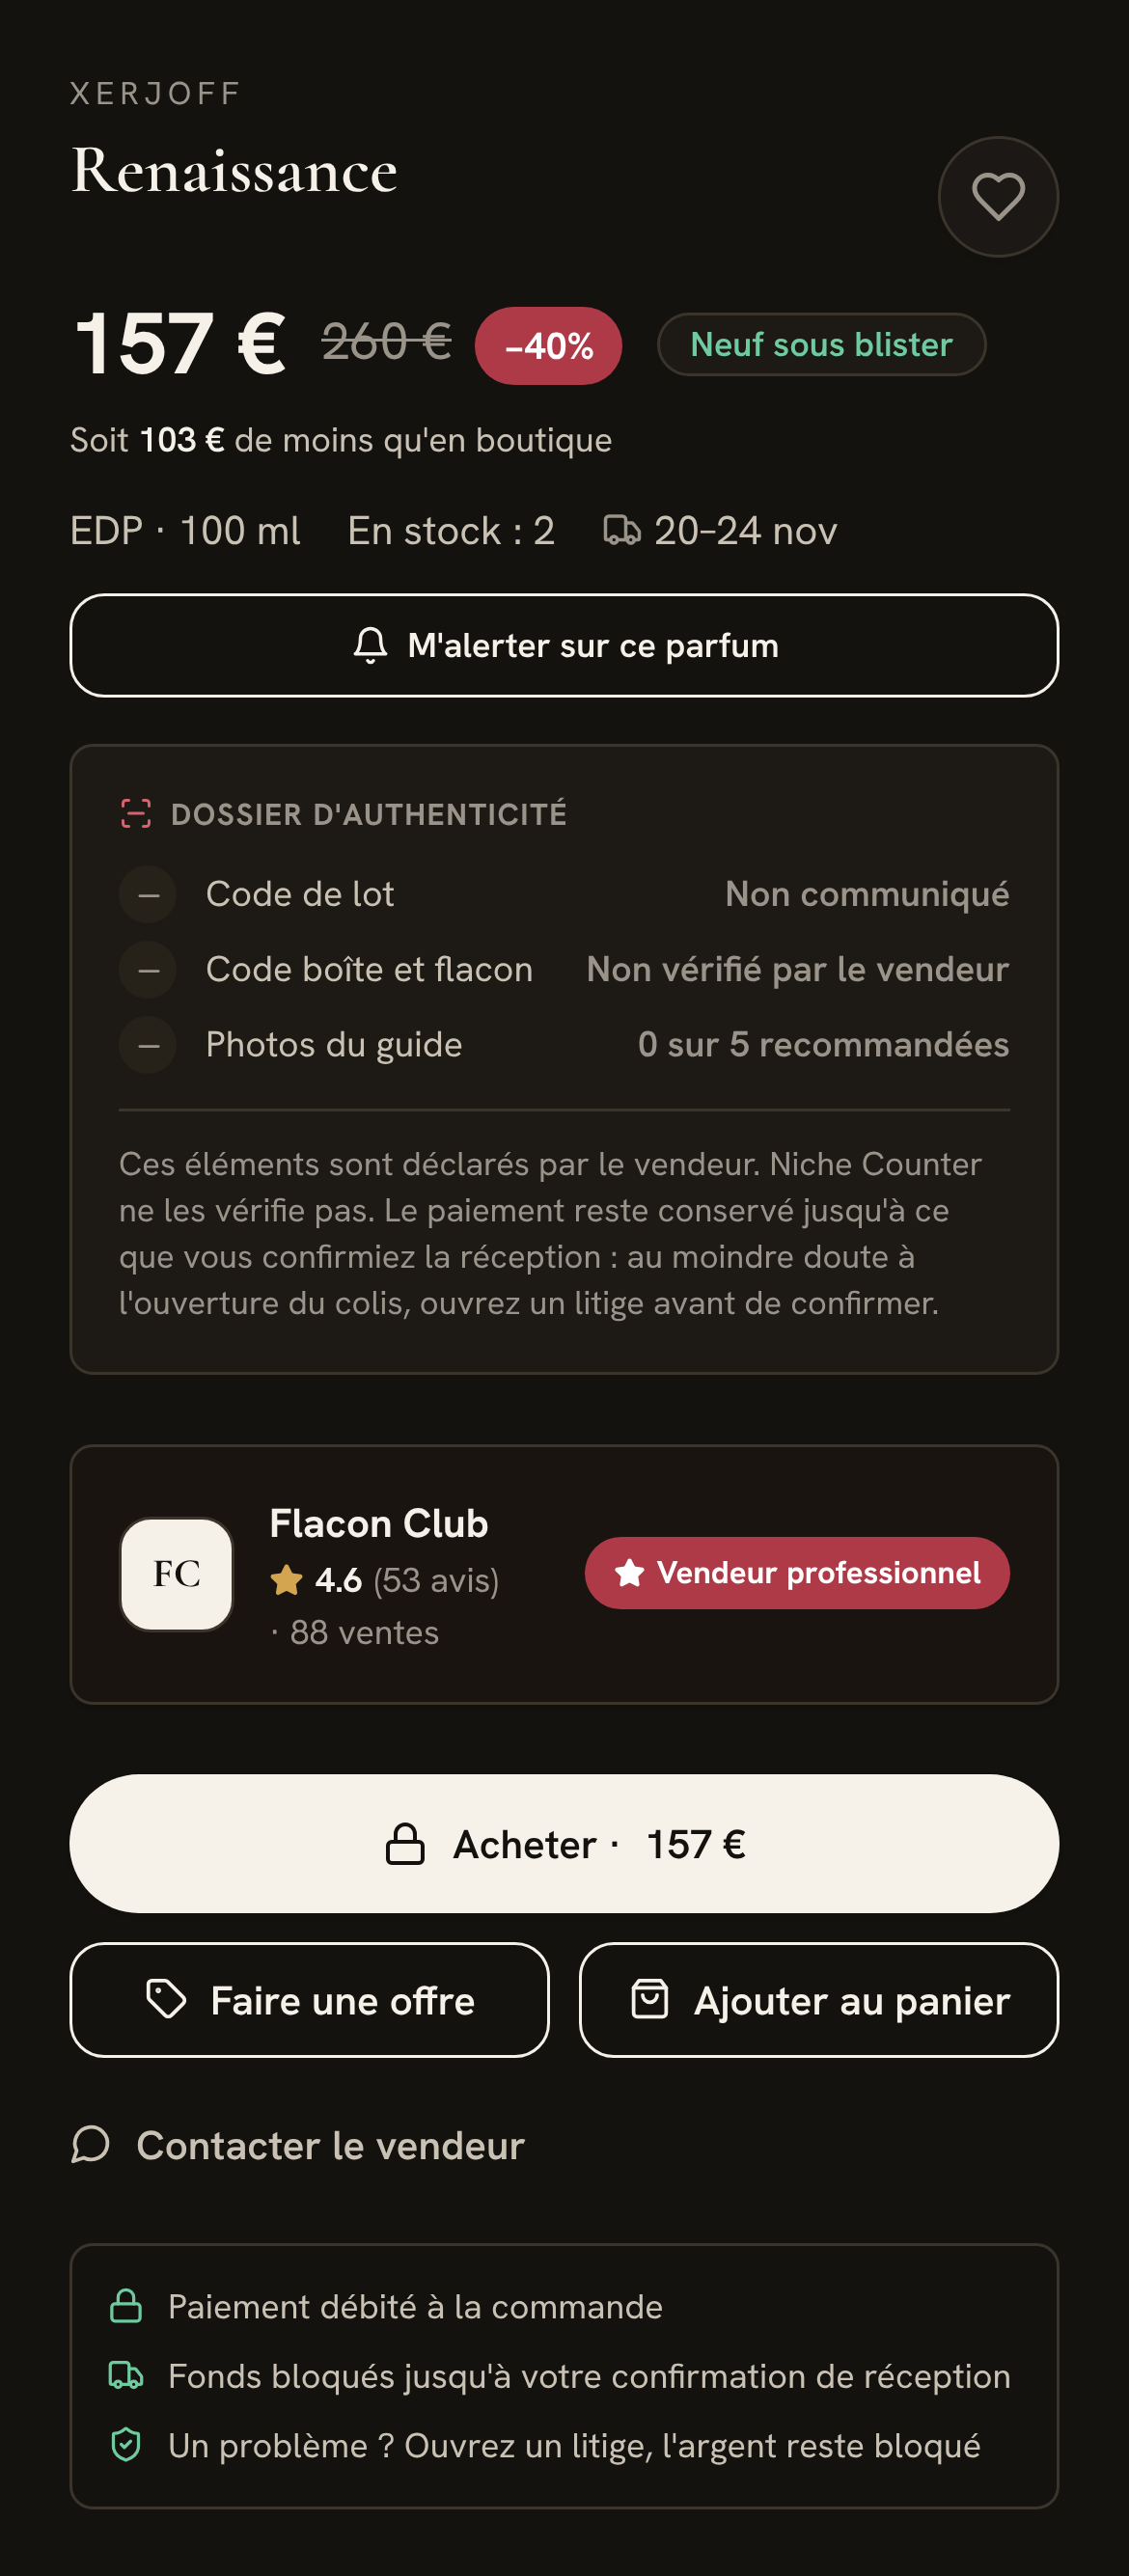 XERJOFF
Renaissance
157 € 260 € -40% Neuf sous blister
Soit 103 € de moins qu'en boutique
EDP · 100 ml En stock : 2 20–24 nov
M'alerter sur ce parfum
DOSSIER D'AUTHENTICITÉ
Code de lot Non communiqué
Code boîte et flacon Non vérifié par le vendeur
Photos du guide 0 sur 5 recommandées
Ces éléments sont déclarés par le vendeur. Niche Counter
ne les vérifie pas. Le paiement reste conservé jusqu'à ce
que vous confirmiez la réception : au moindre doute à
l'ouverture du colis, ouvrez un litige avant de confirmer.
FC
Flacon Club
4.6 (53 avis)
· 88 ventes
Vendeur professionnel
Acheter · 157 €
Faire une offre Ajouter au panier
Contacter le vendeur
Paiement débité à la commande
Fonds bloqués jusqu'à votre confirmation de réception
Un problème ? Ouvrez un litige, l'argent reste bloqué